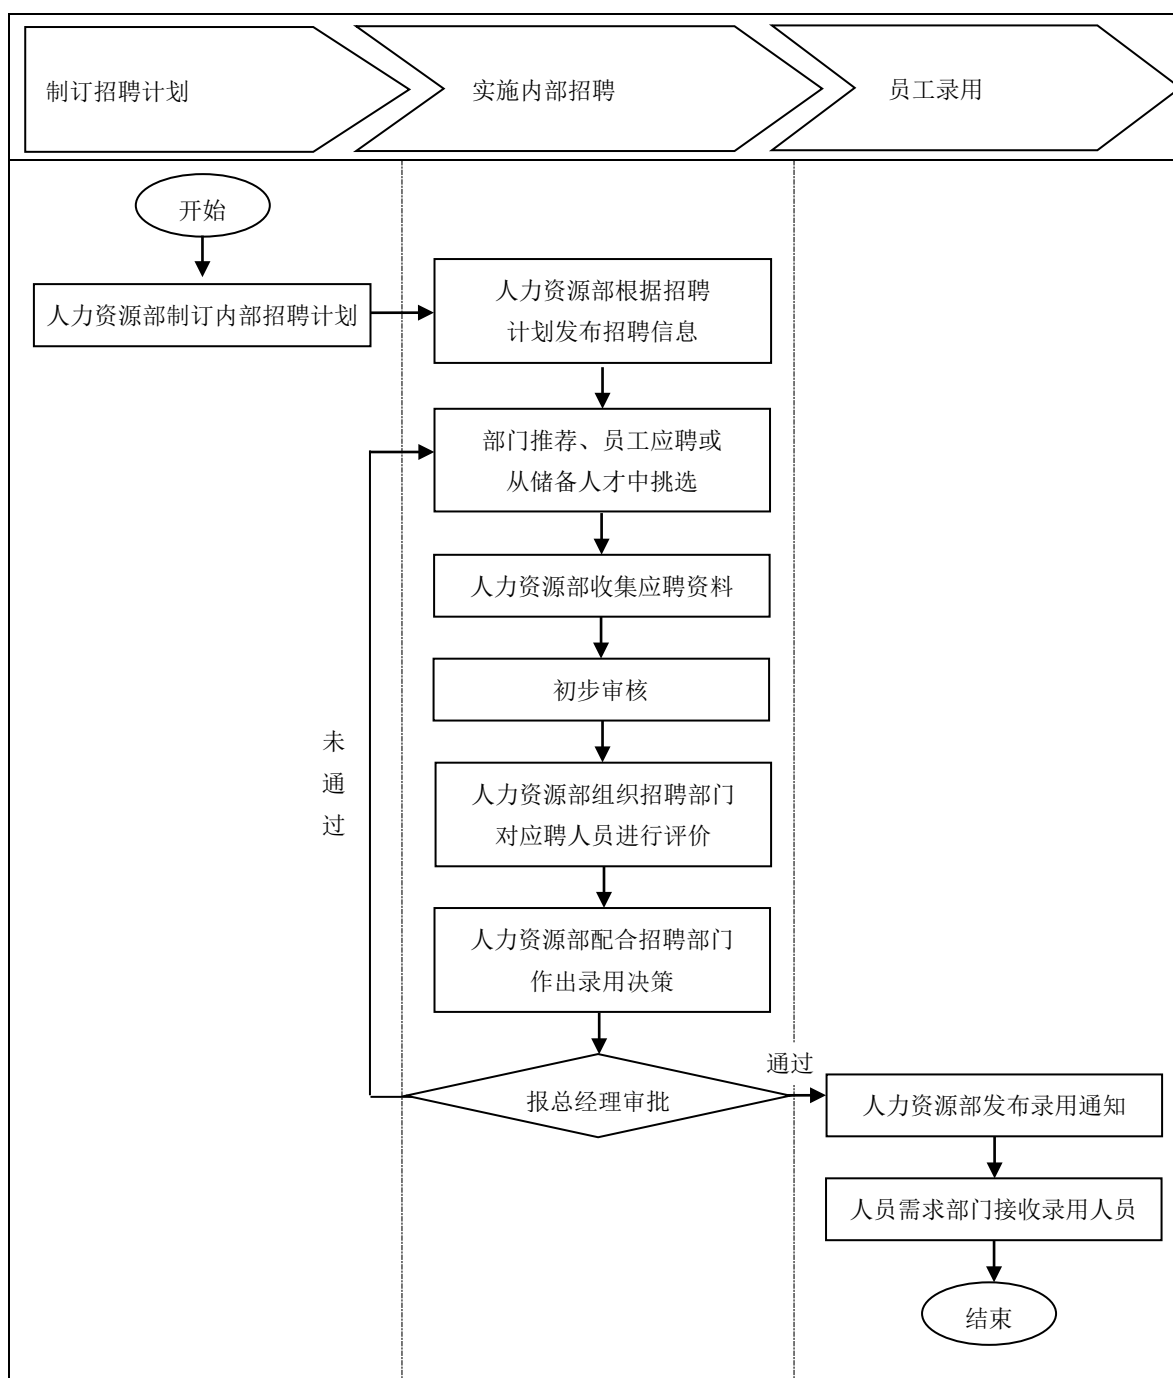 制订招聘计划
实施内部招聘
员工录用
开始
人力资源部制订内部招聘计划
人力资源部根据招聘
计划发布招聘信息
部门推荐、员工应聘或
从储备人才中挑选
人力资源部收集应聘资料
初步审核
未
通
过
人力资源部组织招聘部门
对应聘人员进行评价
人力资源部配合招聘部门
作出录用决策
报总经理审批
通过
人力资源部发布录用通知
人员需求部门接收录用人员
结束